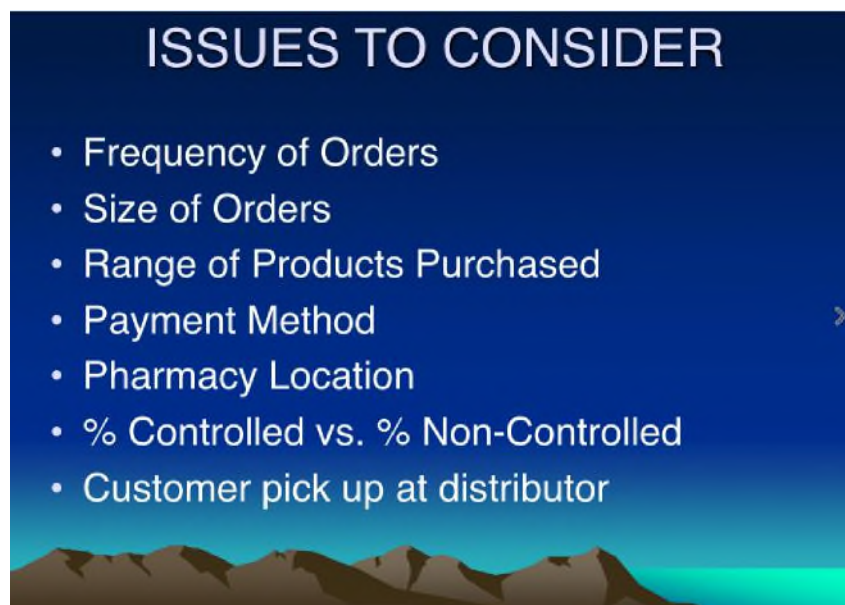 ISSUES TO CONSIDER
• Frequency of Orders
• Size of Orders
• Range of Products Purchased
• Payment Method
• Pharmacy Location
• % Controlled vs. % Non-Controlled
• Customer pick up at distributor